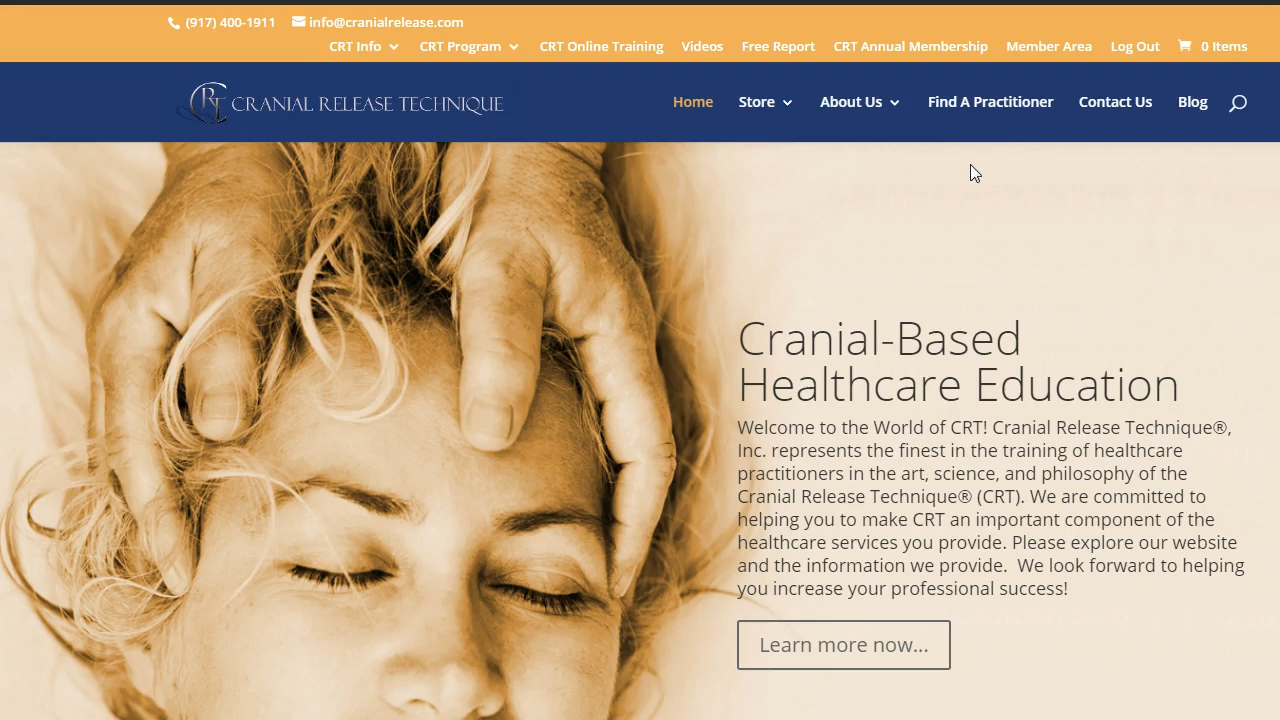 (917) 400-1911 info@cranialrelease.com
CRT Info CRT Program CRT Online Training Videos Free Report CRT Annual Membership Member Area Log Out 0 Items
CRT CRANIAL RELEASE TECHNIQUE Home Store About Us Find A Practitioner Contact Us Blog
Cranial-Based
Healthcare Education
Welcome to the World of CRT! Cranial Release Technique®,
Inc. represents the finest in the training of healthcare
practitioners in the art, science, and philosophy of the
Cranial Release Technique® (CRT). We are committed to
helping you to make CRT an important component of the
healthcare services you provide. Please explore our website
and the information we provide.  We look forward to helping
you increase your professional success!
Learn more now...